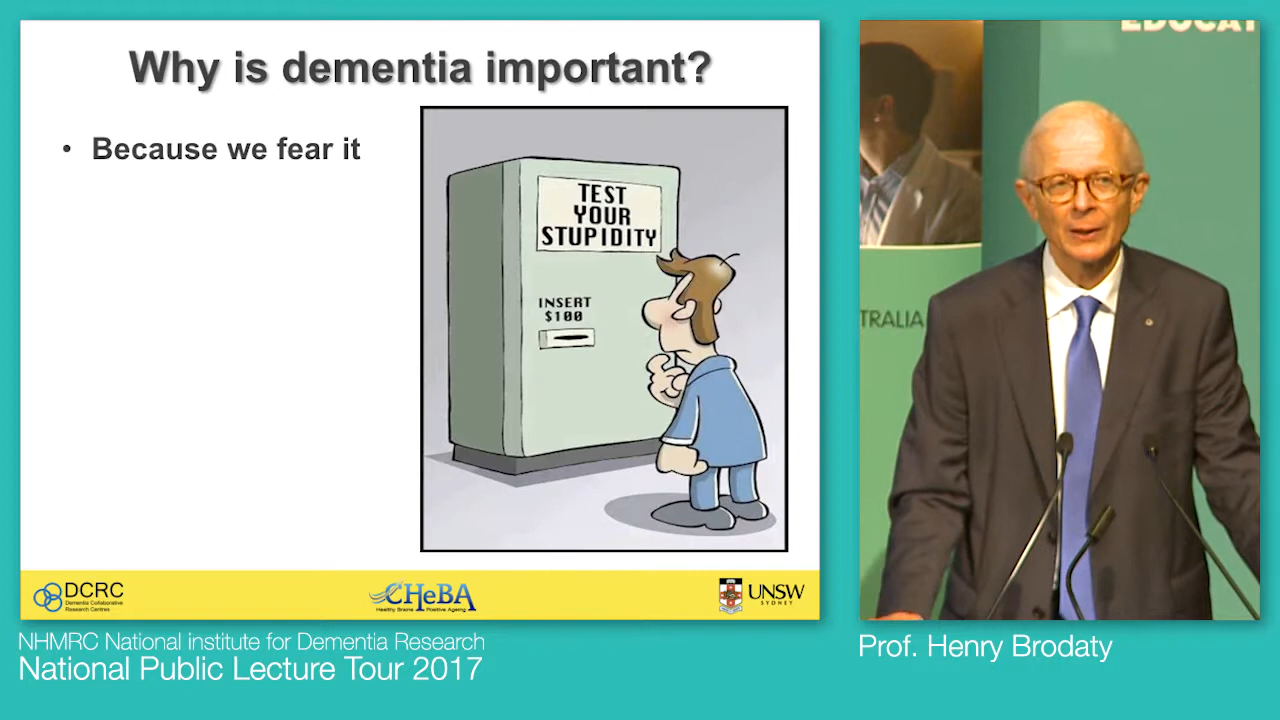 Why is dementia important?
• Because we fear it
TEST
YOUR
STUPIDITY
INSERT
$100
DCRC
Dementia Collaborative
Research Centres
CHeBA
Healthy Brains Positive Ageing
UNSW
SYDNEY
EDUCAT
TRALIA
NHMRC National institute for Dementia Research
National Public Lecture Tour 2017
Prof. Henry Brodaty